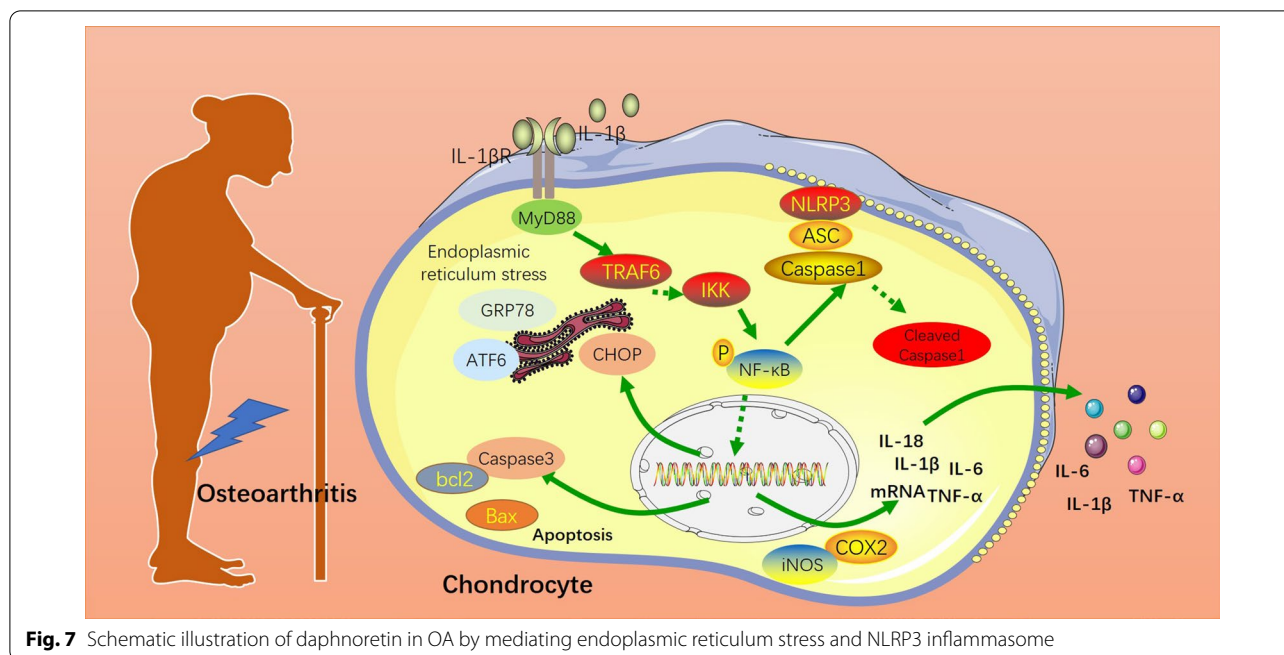 IL-1β
IL-1βR
MyD88
Endoplasmic
reticulum stress
TRAF6
IKK
NLRP3
ASC
Caspase1
Cleaved
Caspase1
GRP78
ATF6
CHOP
P
NF-κB
Caspase3
bcl2
Bax
Apoptosis
IL-18
IL-1β IL-6
mRNA TNF-α
COX2
iNOS
IL-6
IL-1β
TNF-α
Osteoarthritis
Chondrocyte
Fig. 7 Schematic illustration of daphnoretin in OA by mediating endoplasmic reticulum stress and NLRP3 inflammasome